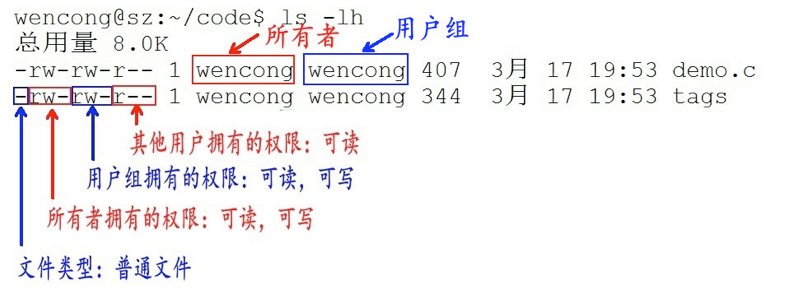 wencong@sz:~/code$ ls -lh
总用量 8.0K
所有者
用户组
-rw-rw-r-- 1 wencong wencong 407 3月 17 19:53 demo.c
-rw-rw-r-- 1 wencong wencong 344 3月 17 19:53 tags
其他用户拥有的权限：可读
用户组拥有的权限：可读，可写
所有者拥有的权限：可读，可写
文件类型：普通文件